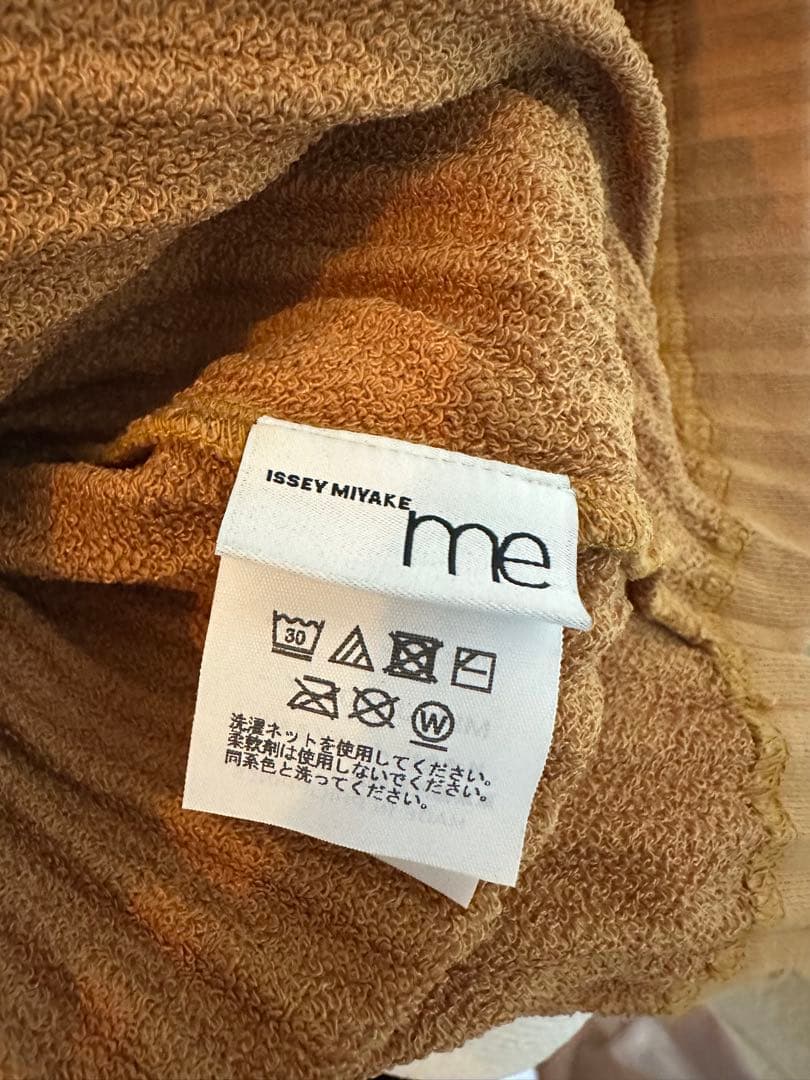 ISSEY MIYAKE
me
30
W
洗濯ネットを使用してください。
柔軟剤は使用しないでください。
同系色と洗ってください。